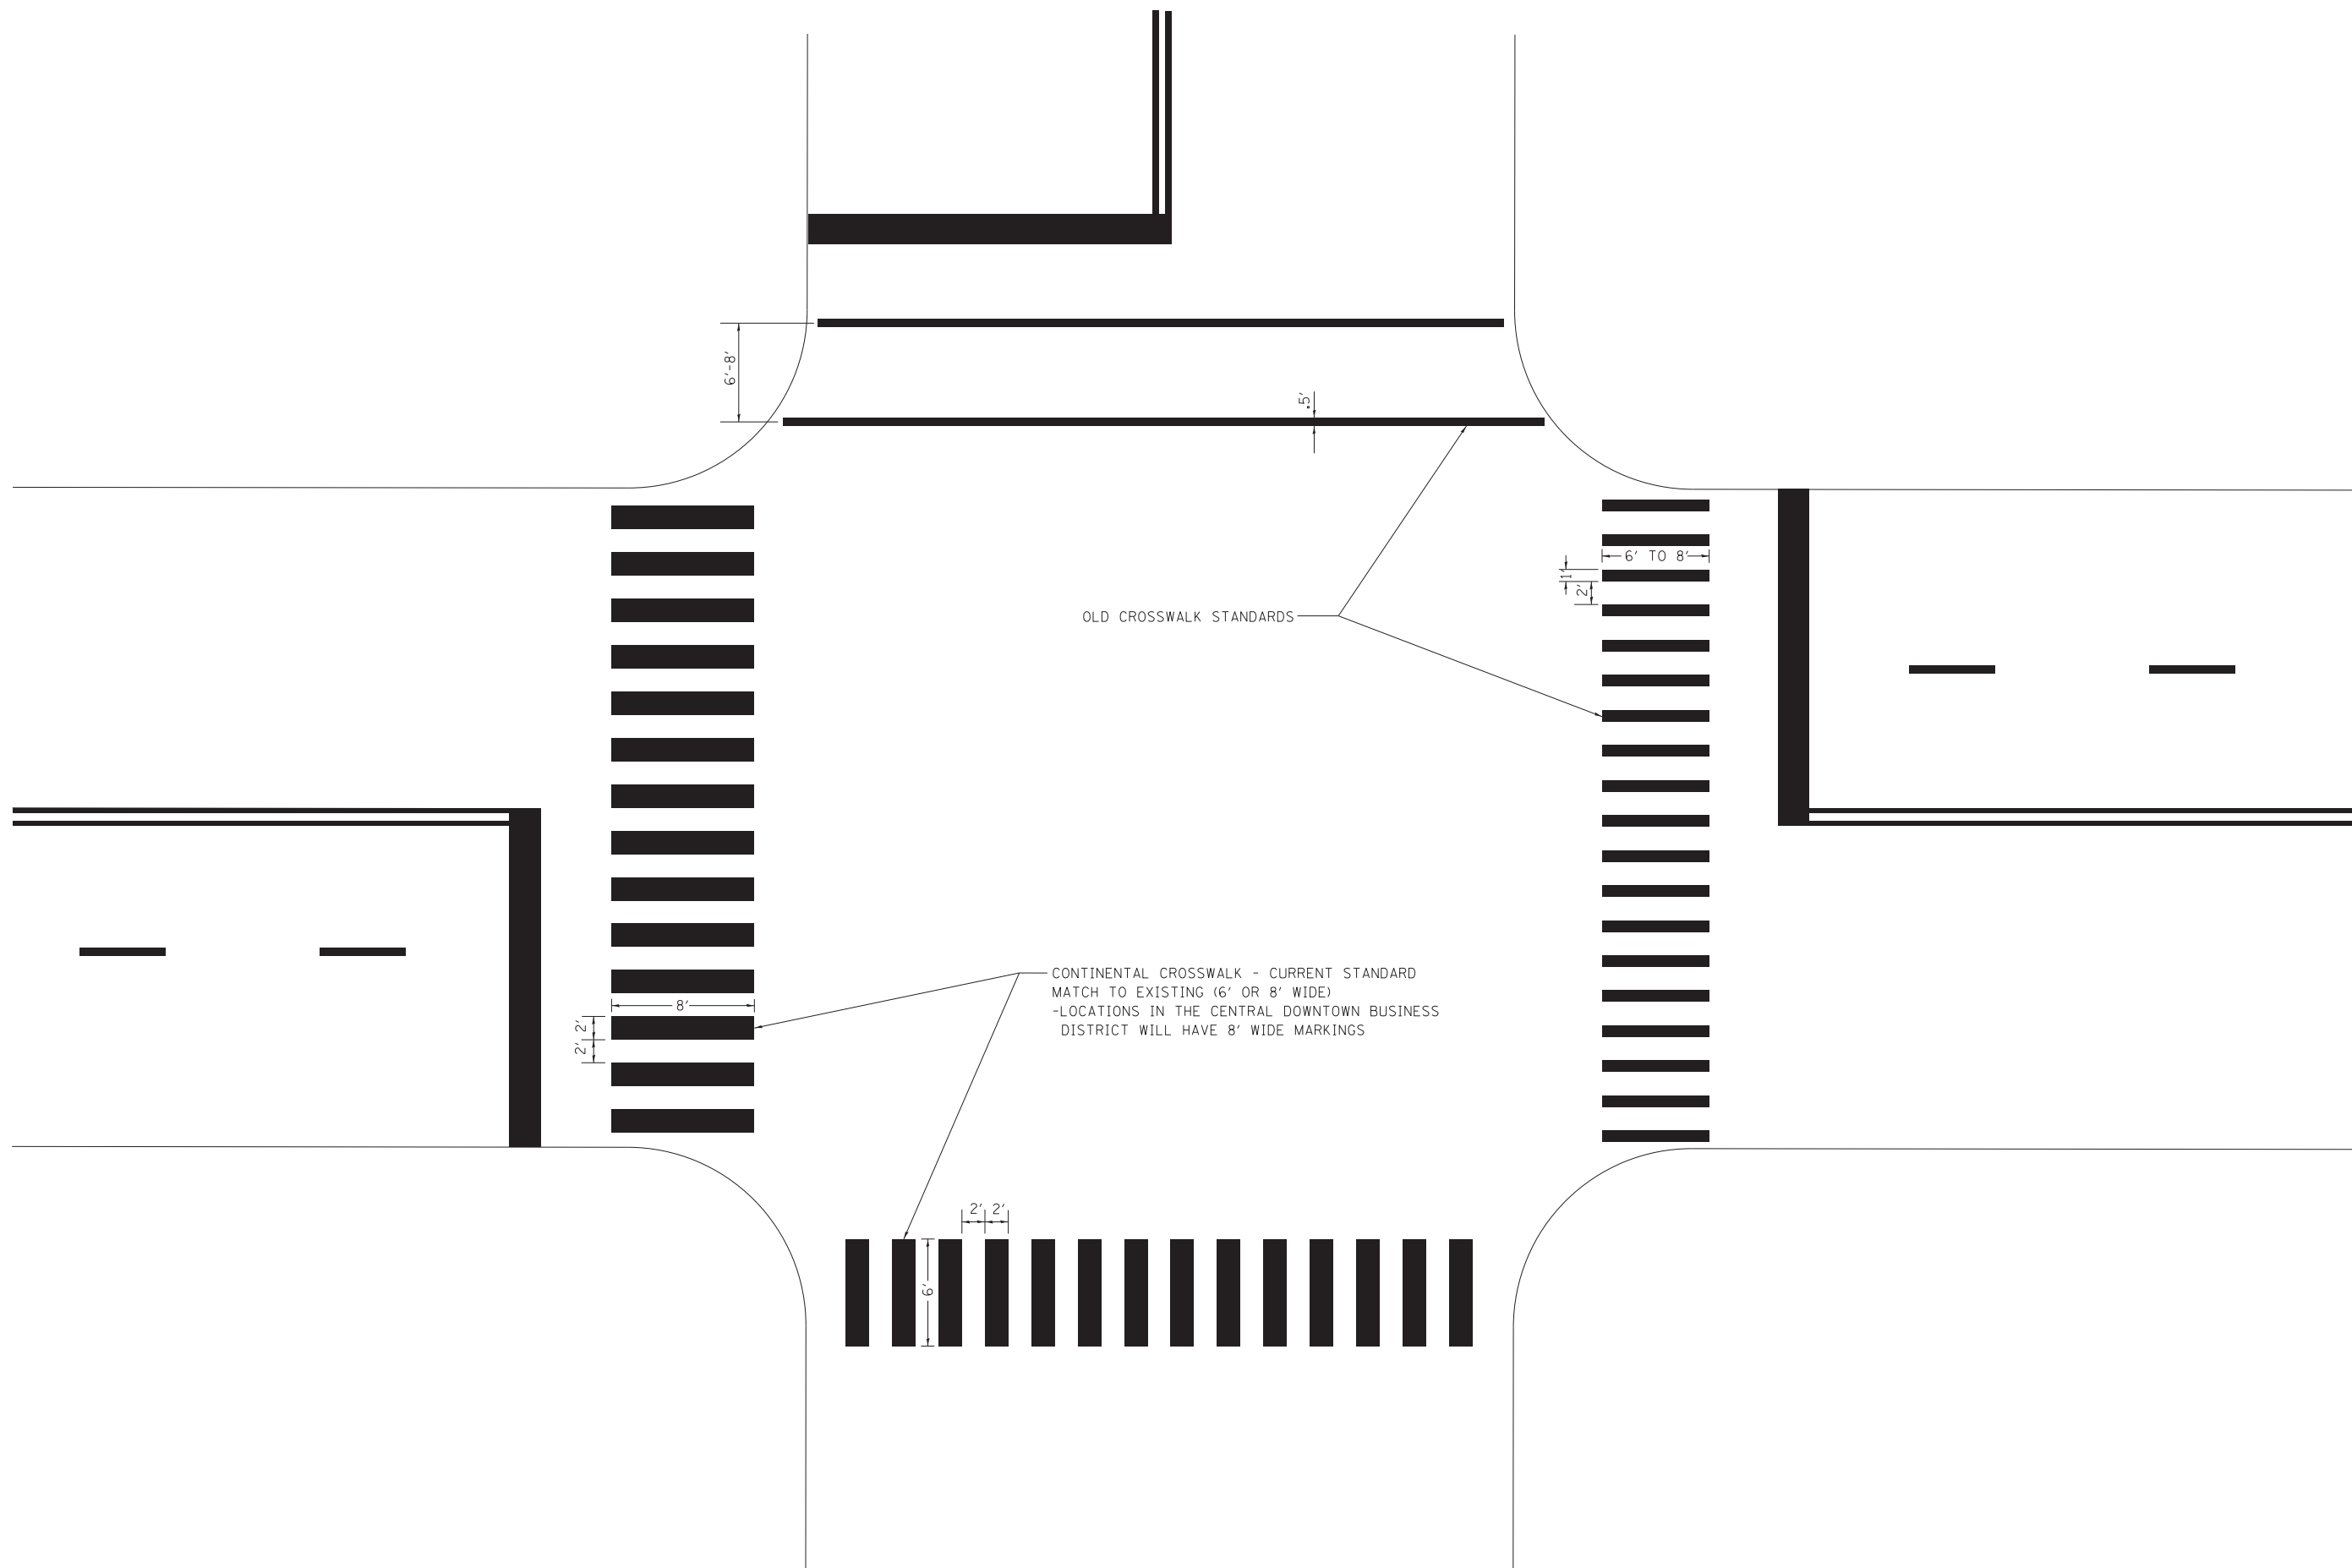 6'-8'
.5'
6' TO 8'
1'
2'
OLD CROSSWALK STANDARDS
CONTINENTAL CROSSWALK - CURRENT STANDARD
MATCH TO EXISTING (6' OR 8' WIDE)
-LOCATIONS IN THE CENTRAL DOWNTOWN BUSINESS
DISTRICT WILL HAVE 8' WIDE MARKINGS
8'
2'
2'
2' 2'
6'